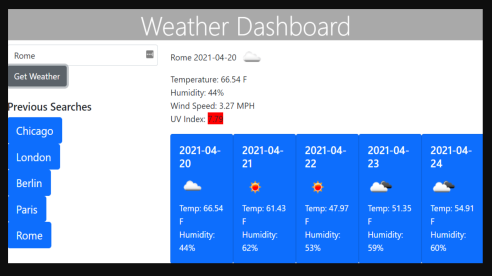 Weather Dashboard
Rome
Get Weather
Previous Searches
Chicago
London
Berlin
Paris
Rome
Rome 2021-04-20
Temperature: 66.54 F
Humidity: 44%
Wind Speed: 3.27 MPH
UV Index:
2021-04-
20
Temp: 66.54
F
Humidity:
44%
2021-04-
21
Temp: 61.43
F
Humidity:
62%
2021-04-
22
Temp: 47.97
F
Humidity:
53%
2021-04-
23
Temp: 51.35
F
Humidity:
59%
2021-04-
24
Temp: 54.91
F
Humidity:
60%